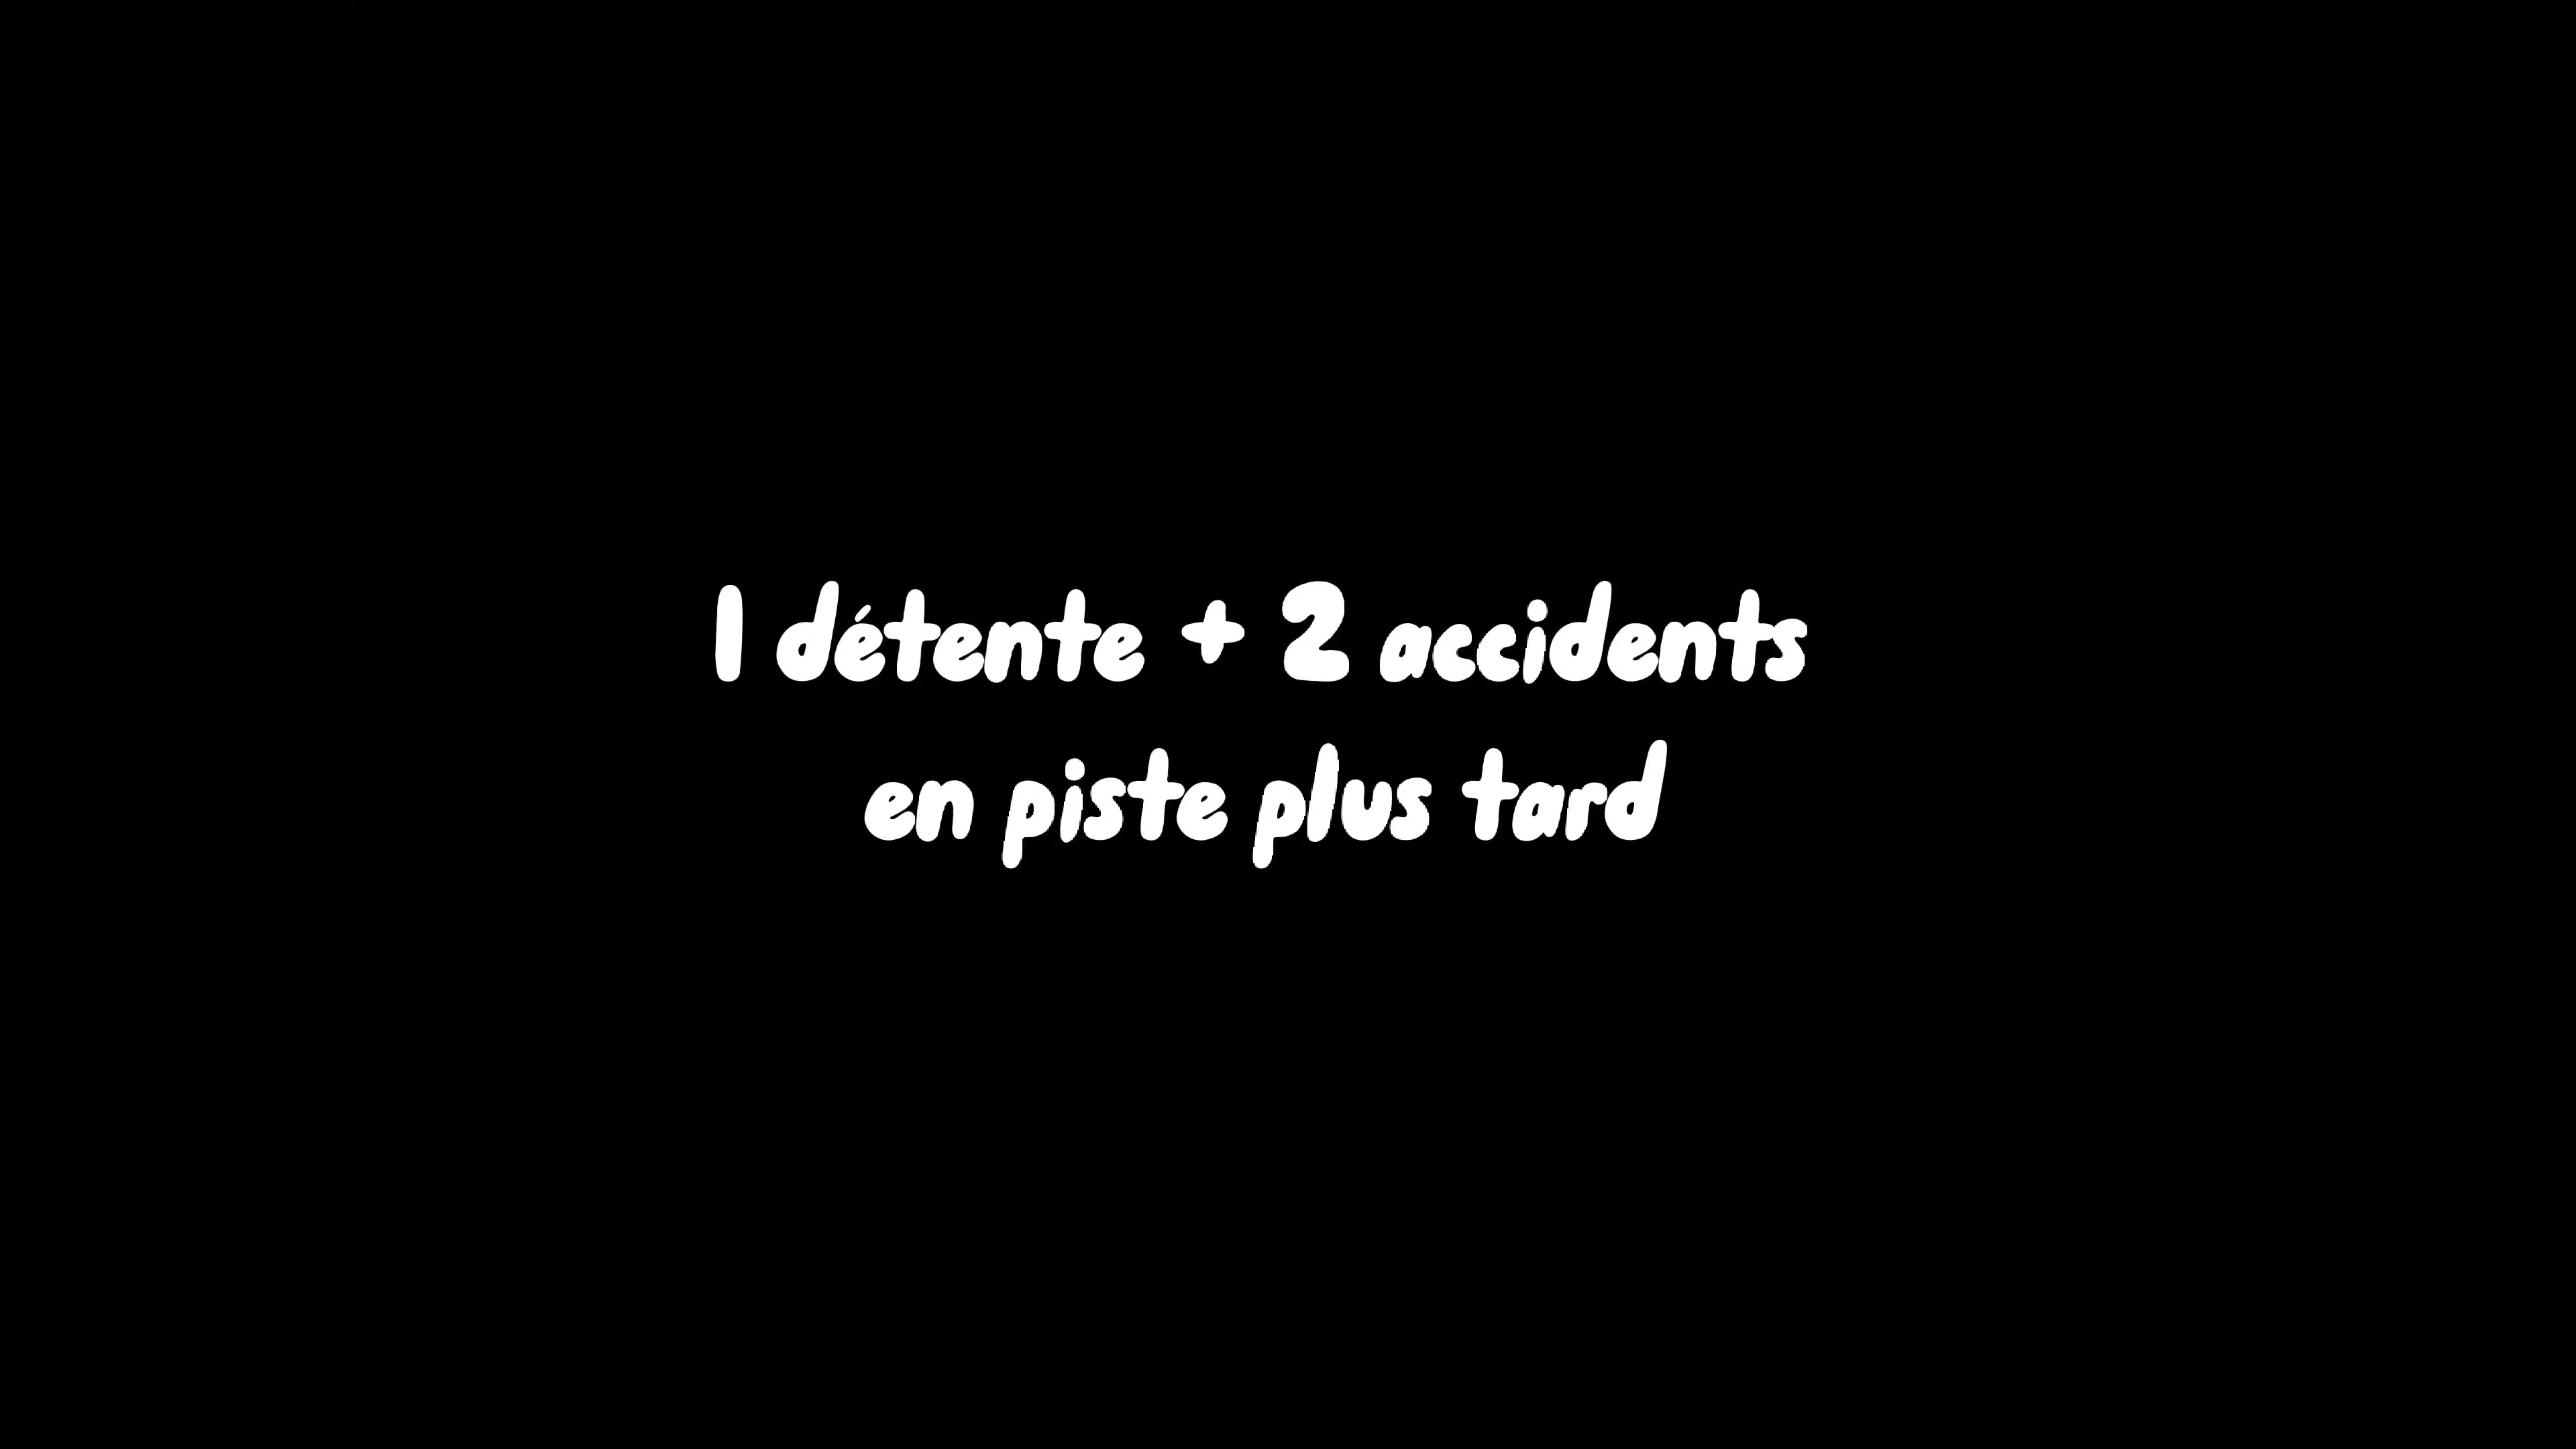 1 détente + 2 accidents
en piste plus tard